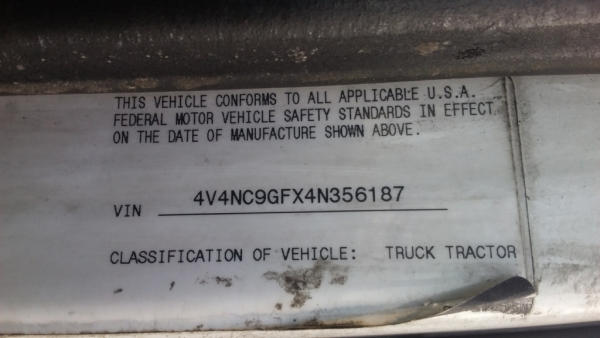 THIS VEHICLE CONFORMS TO ALL APPLICABLE U.S.A.
FEDERAL MOTOR VEHICLE SAFETY STANDARDS IN EFFECT
ON THE DATE OF MANUFACTURE SHOWN ABOVE.
VIN 4V4NC9GFX4N356187
CLASSIFICATION OF VEHICLE: TRUCK TRACTOR